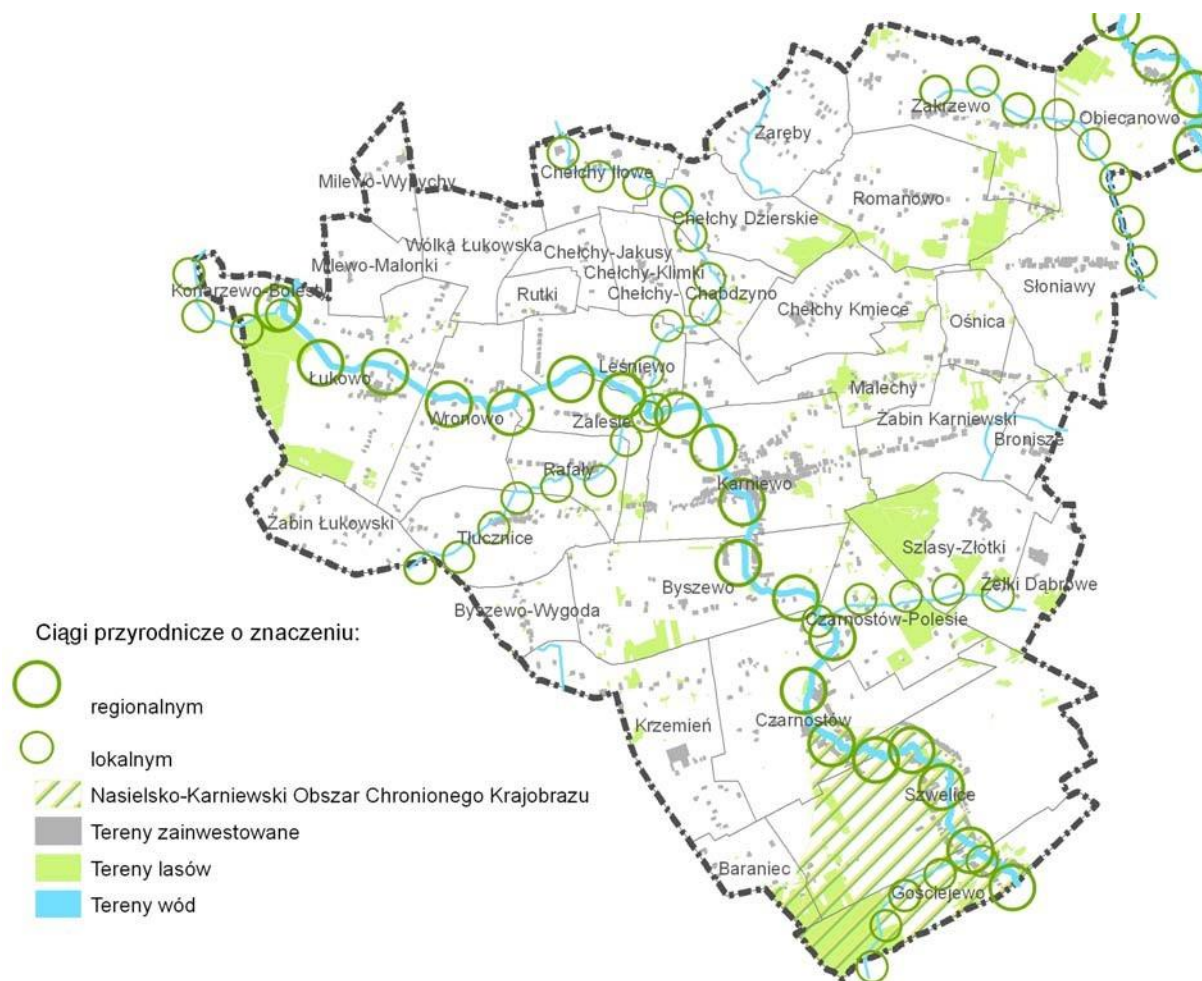 Zakrzewo
Obiecanowo
Zaręby
Chełchy Iłowe
Milewo-Wypychy
Romanowo
Chełchy Dzierskie
Wólka Łukowska
Chełchy-Jakusy
Milewo-Malonki
Chełchy-Klimki
Konarzewo-Bolesty
Rutki
Chełchy- Chabdzyno
Słoniawy
Chełchy Kmiece
Ośnica
Leśniewo
Łukowo
Malechy
Wronowo
Zalesie
Żabin Karniewski
Bronisze
Rafały
Karniewo
Żabin Łukowski
Tłucznice
Szlasy-Złotki
Byszewo
Żelki Dąbrowe
Byszewo-Wygoda
Czarnostów-Polesie
Ciągi przyrodnicze o znaczeniu:
regionalnym
lokalnym
Nasielsko-Karniewski Obszar Chronionego Krajobrazu
Tereny zainwestowane
Tereny lasów
Tereny wód
Krzemień
Czarnostów
Szwelice
Baraniec
Gościejewo